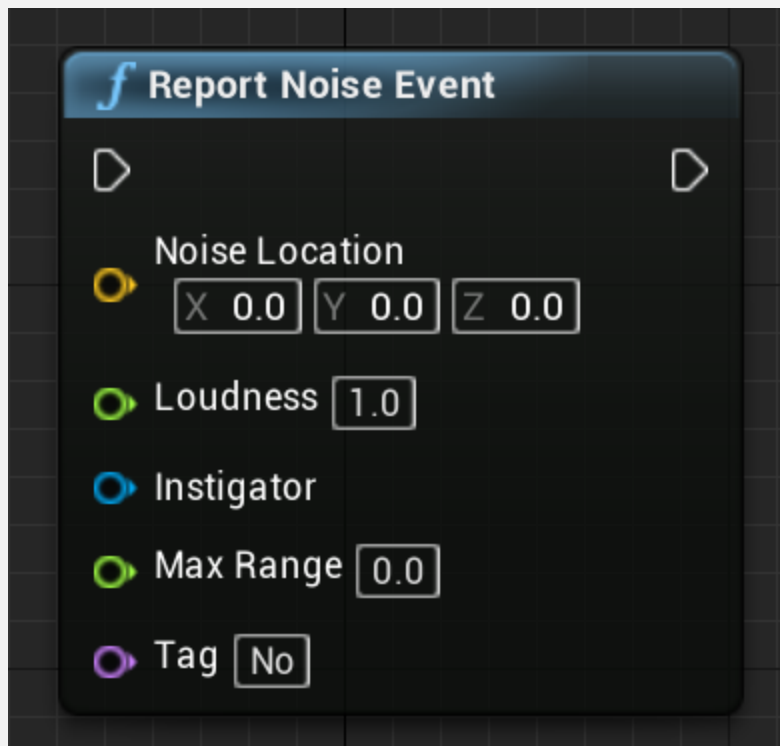 f Report Noise Event
Noise Location
X 0.0 Y 0.0 Z 0.0
Loudness 1.0
Instigator
Max Range 0.0
Tag No